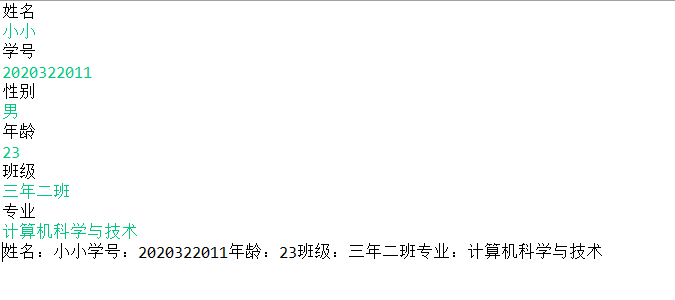 姓名
小小
学号
2020322011
性别
男
年龄
23
班级
三年二班
专业
计算机科学与技术
姓名：小小学号：2020322011年龄：23班级：三年二班专业：计算机科学与技术